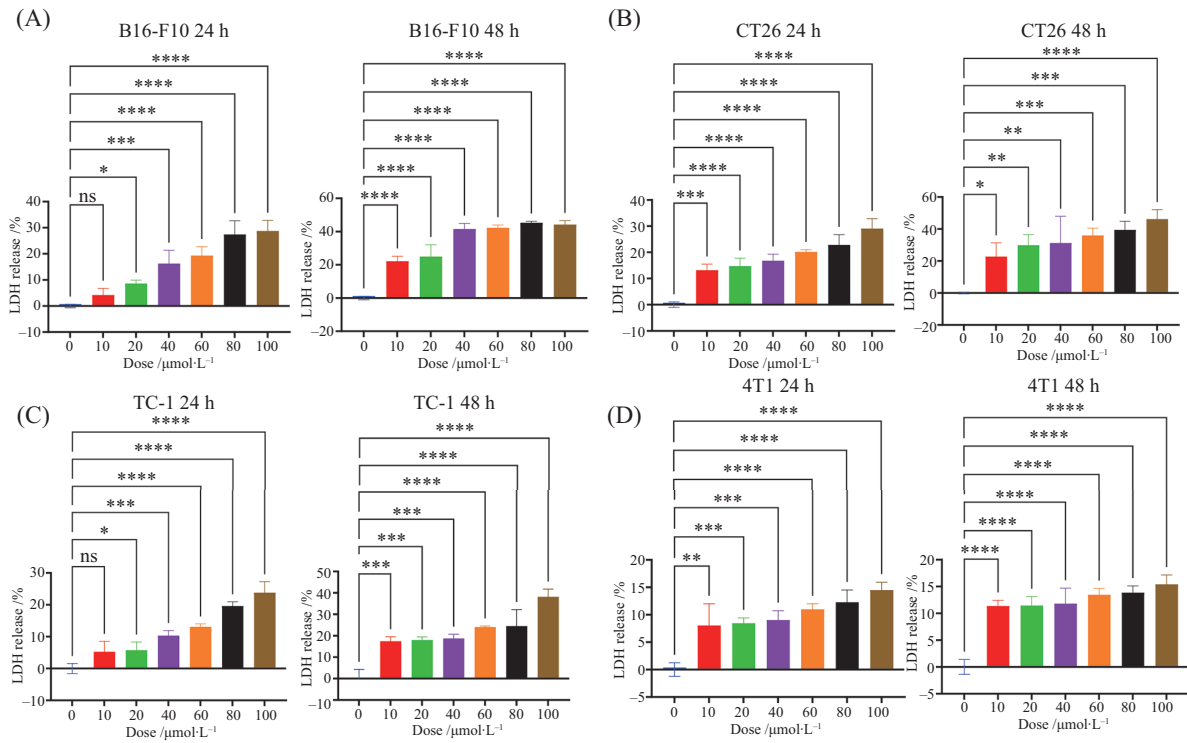 (A)
B16-F10 24 h
****
****
****
***
*
ns
LDH release /%
40
30
20
10
0
−10
0 10 20 40 60 80 100
Dose /μmol·L⁻¹
B16-F10 48 h
****
****
****
****
****
****
LDH release /%
60
40
20
0
−20
0 10 20 40 60 80 100
Dose /μmol·L⁻¹
(B)
CT26 24 h
****
****
****
****
****
***
LDH release /%
40
30
20
10
0
−10
0 10 20 40 60 80 100
Dose /μmol·L⁻¹
CT26 48 h
****
***
***
**
**
*
LDH release /%
60
40
20
0
−20
0 10 20 40 60 80 100
Dose /μmol·L⁻¹
(C)
TC-1 24 h
****
****
****
***
*
ns
LDH release /%
30
20
10
0
−10
0 10 20 40 60 80 100
Dose /μmol·L⁻¹
TC-1 48 h
****
****
****
***
***
***
LDH release /%
50
40
30
20
10
0
−10
0 10 20 40 60 80 100
Dose /μmol·L⁻¹
(D)
4T1 24 h
****
****
****
***
***
**
LDH release /%
20
15
10
5
0
−5
0 10 20 40 60 80 100
Dose /μmol·L⁻¹
4T1 48 h
****
****
****
****
****
****
LDH release /%
20
15
10
5
0
−5
0 10 20 40 60 80 100
Dose /μmol·L⁻¹